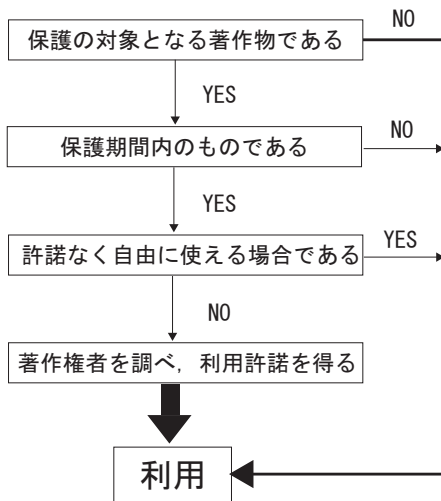 保護の対象となる著作物である
NO
YES
保護期間内のものである
NO
YES
許諾なく自由に使える場合である
YES
NO
著作権者を調べ，利用許諾を得る
利用